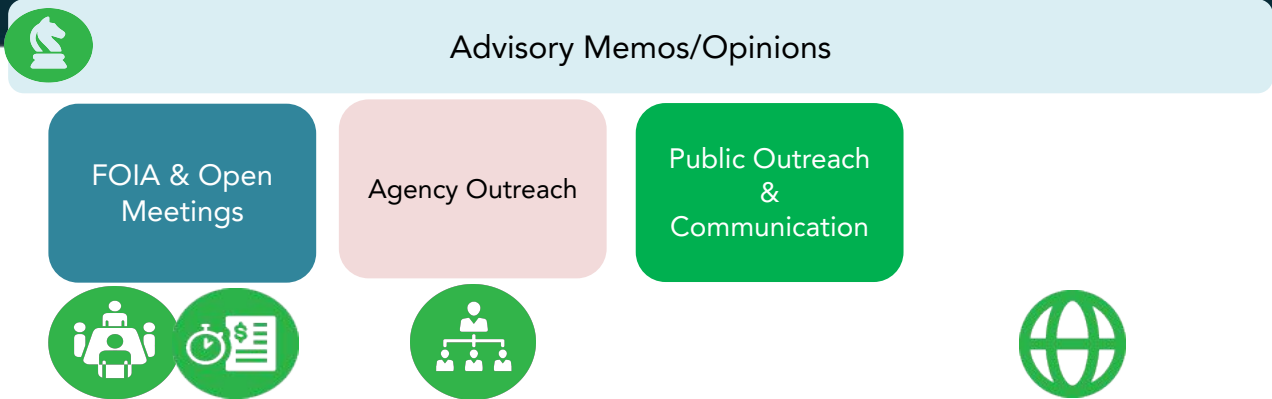 Advisory Memos/Opinions
FOIA & Open
Meetings
Agency Outreach
Public Outreach
&
Communication
$